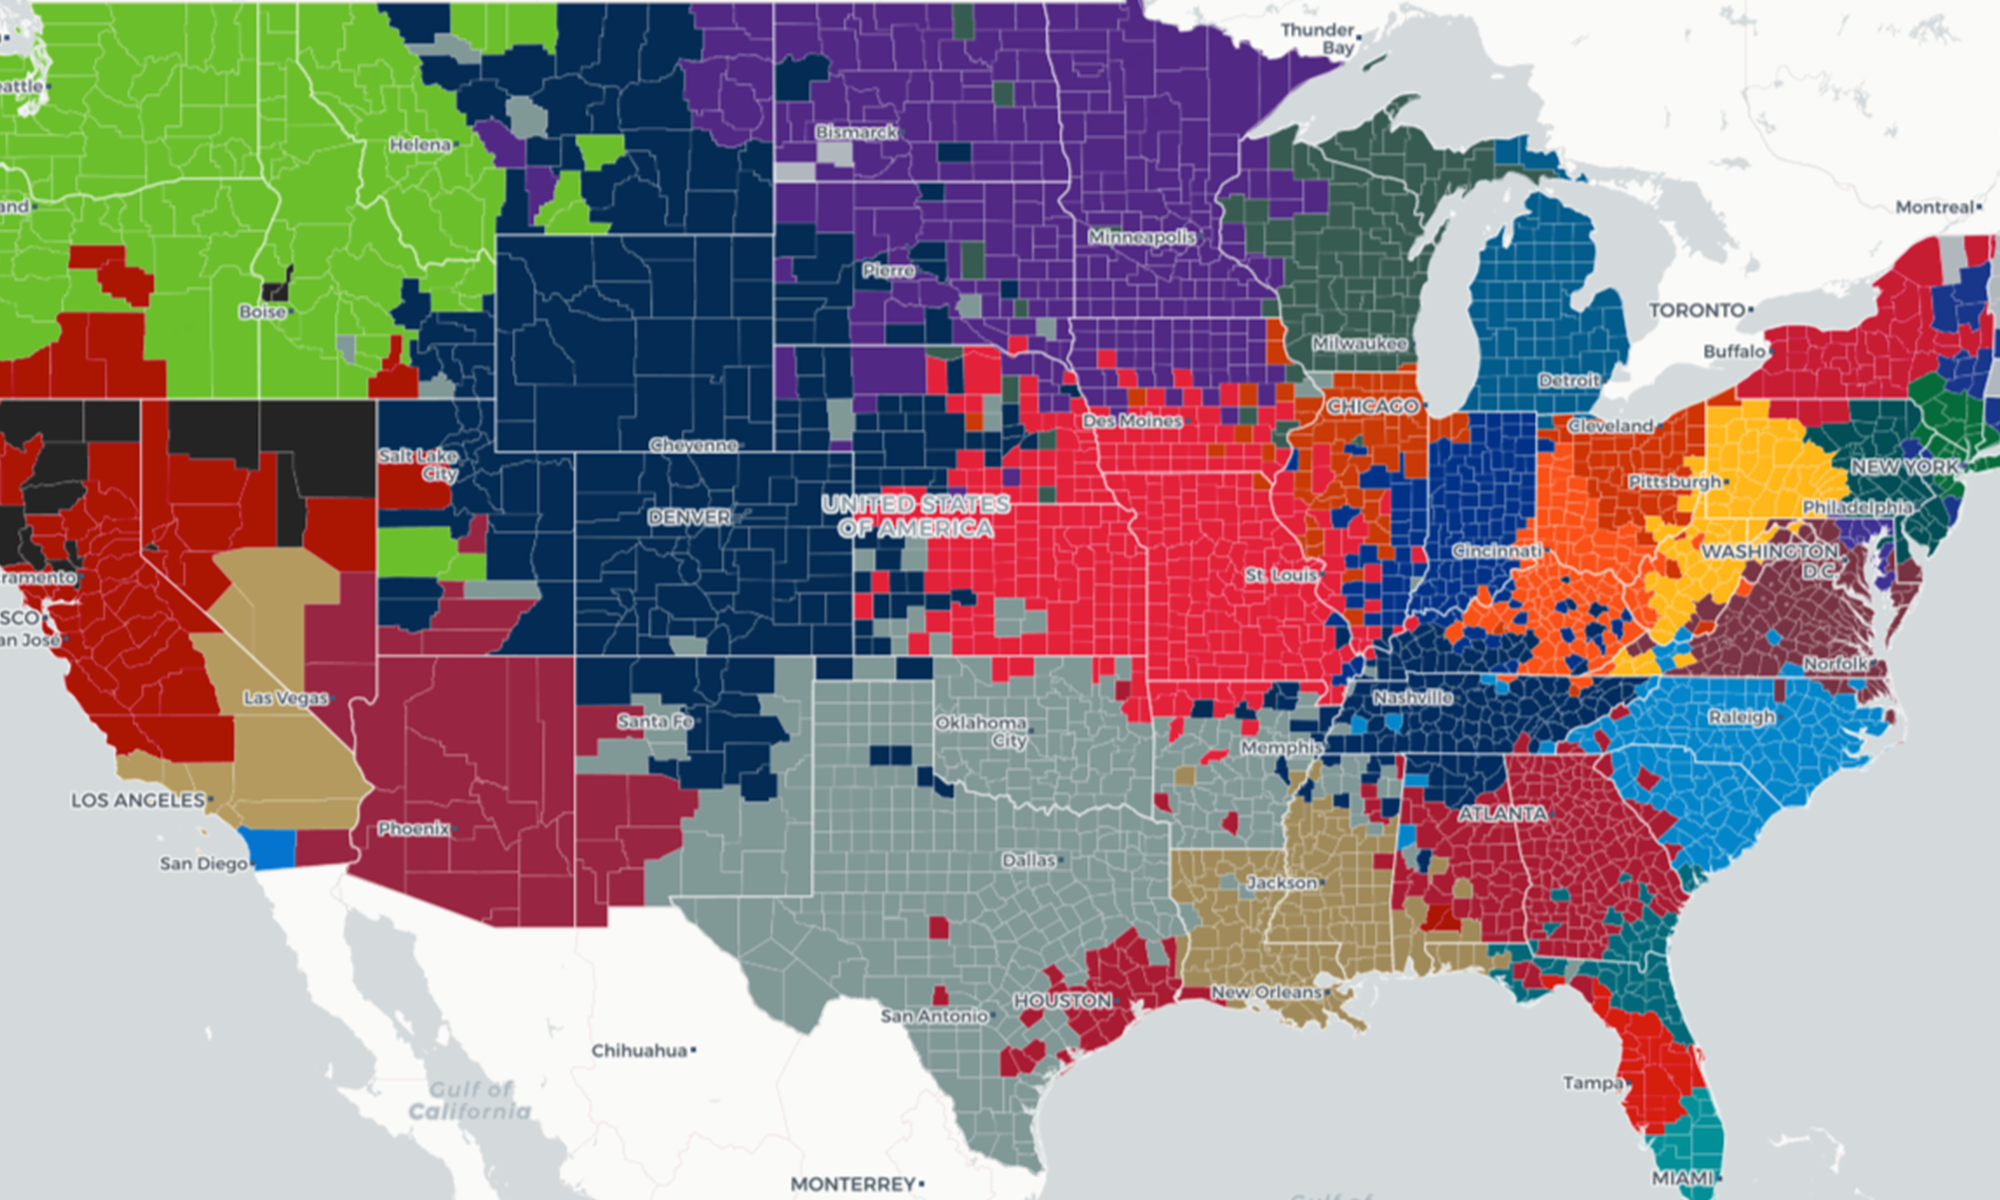 Thunder
Bay
eattle
Helena
Bismarck
and
Montreal
Minneapolis
Pierre
Boise
TORONTO
Milwaukee
Buffalo
Detroit
CHICAGO
Des Moines
Cleveland
Cheyenne
Salt Lake
City
NEW YORK
Pittsburgh
UNITED STATES
OF AMERICA
DENVER
Philadelphia
Cincinnati
WASHINGTON
D.C.
ramento
St. Louis
SCO
an José
Norfolk
Las Vegas
Nashville
Santa Fe
Oklahoma
City
Raleigh
Memphis
LOS ANGELES
Phoenix
ATLANTA
San Diego
Dallas
Jackson
New Orleans
HOUSTON
San Antonio
Chihuahua
Gulf of
California
Tampa
MIAMI
MONTERREY
Gulf of